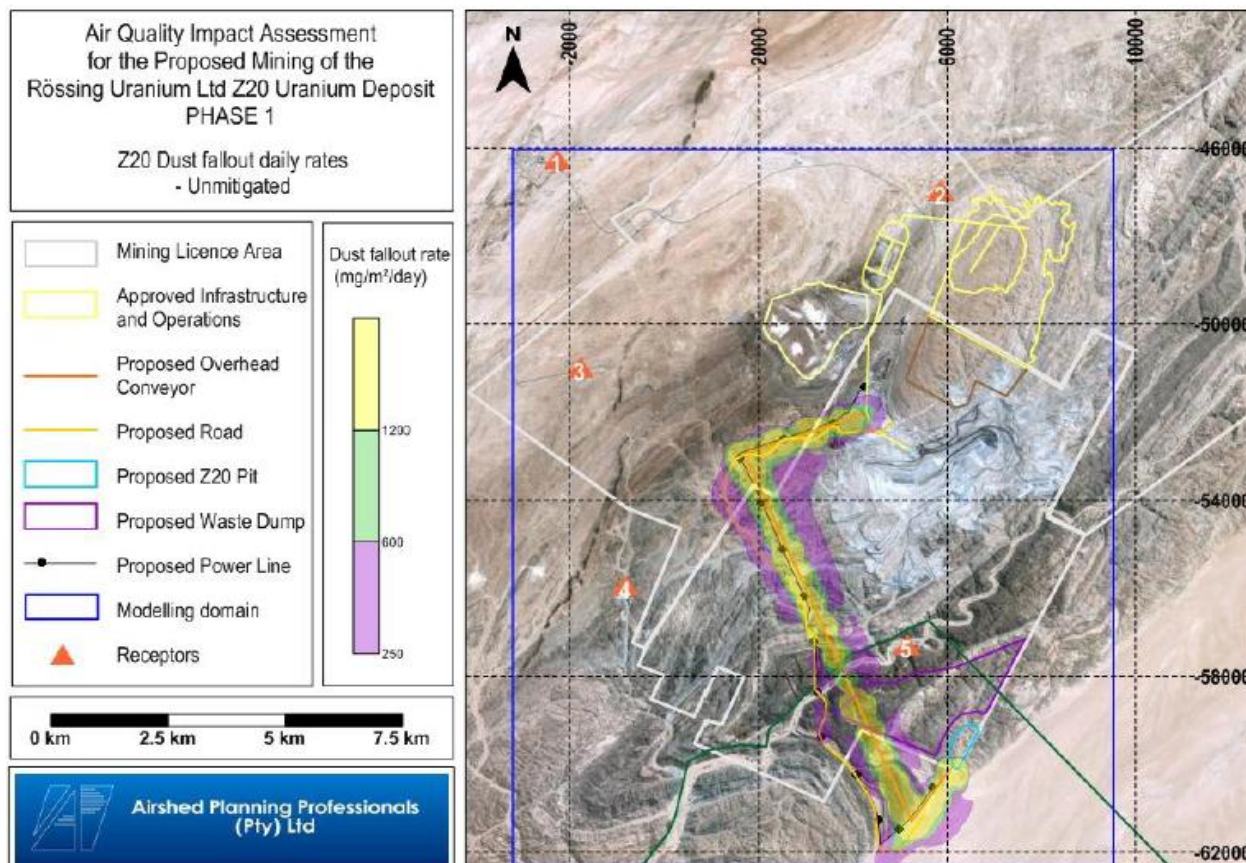 Air Quality Impact Assessment
for the Proposed Mining of the
Rössing Uranium Ltd Z20 Uranium Deposit
PHASE 1
Z20 Dust fallout daily rates
- Unmitigated
Mining Licence Area
Approved Infrastructure
and Operations
Proposed Overhead
Conveyor
Proposed Road
Proposed Z20 Pit
Proposed Waste Dump
Proposed Power Line
Modelling domain
Receptors
Dust fallout rate
(mg/m²/day)
1200
600
250
0 km 2.5 km 5 km 7.5 km
Airshed Planning Professionals
(Pty) Ltd
N
-2000
2000
6000
10000
-46000
-50000
-54000
-58000
-62000
1
2
3
4
5